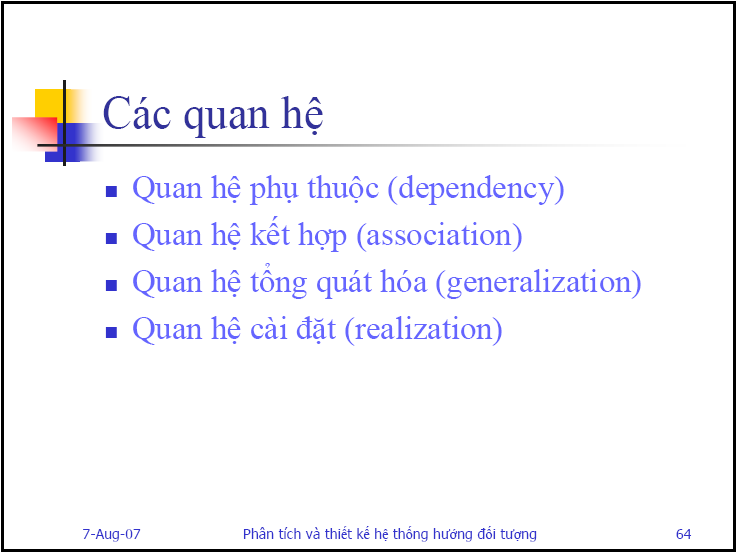 Các quan hệ
Quan hệ phụ thuộc (dependency)
Quan hệ kết hợp (association)
Quan hệ tổng quát hóa (generalization)
Quan hệ cài đặt (realization)
7-Aug-07 Phân tích và thiết kế hệ thống hướng đối tượng 64